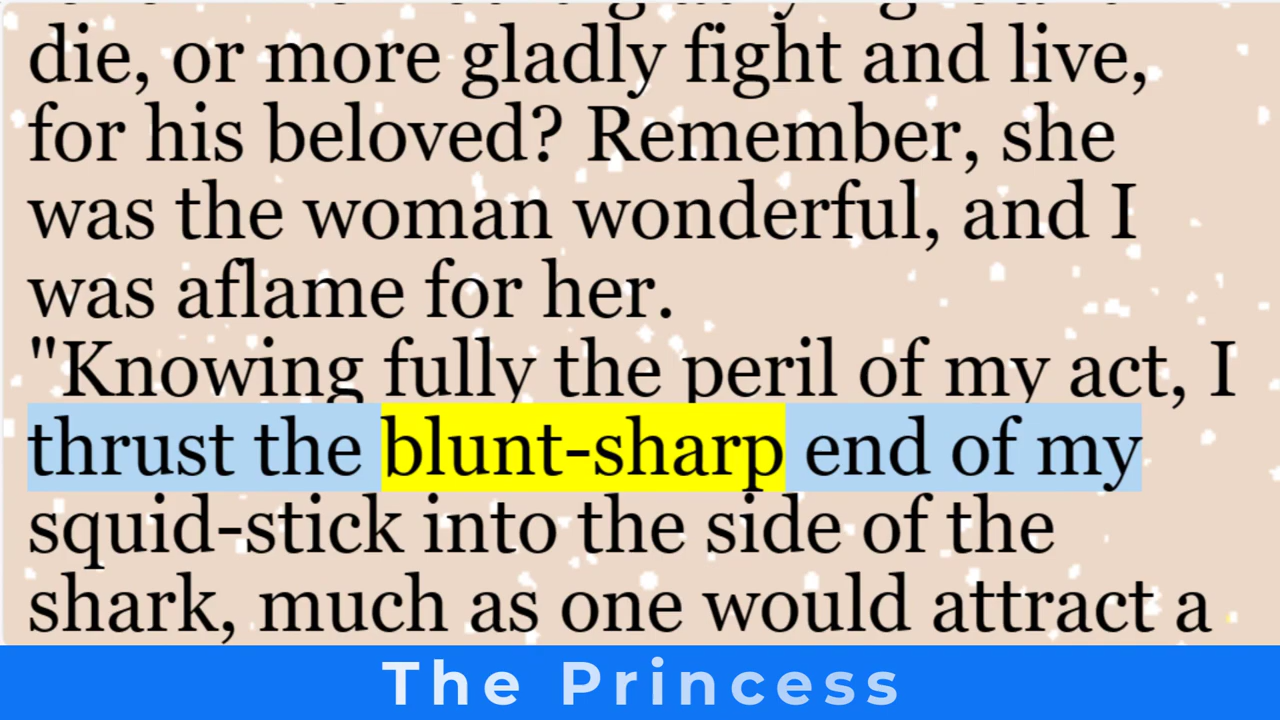 die, or more gladly fight and live,
for his beloved? Remember, she
was the woman wonderful, and I
was aflame for her.
"Knowing fully the peril of my act, I
thrust the blunt-sharp end of my
squid-stick into the side of the
shark, much as one would attract a
The Princess